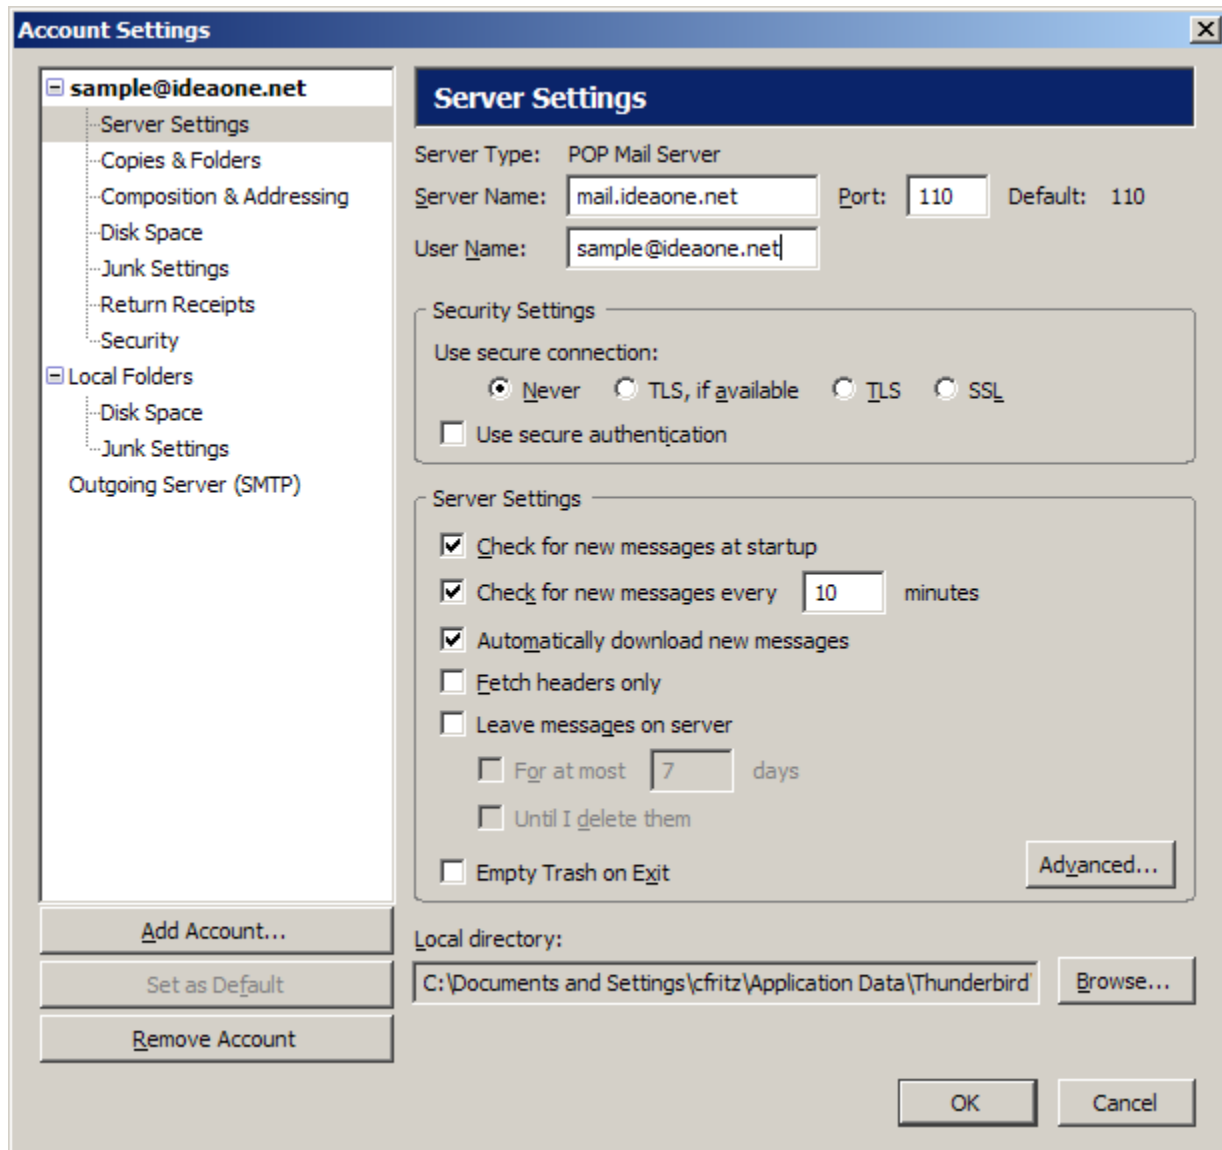 Account Settings
sample@ideaone.net
Server Settings
Copies & Folders
Composition & Addressing
Disk Space
Junk Settings
Return Receipts
Security
Local Folders
Disk Space
Junk Settings
Outgoing Server (SMTP)
Add Account...
Set as Default
Remove Account
Server Settings
Server Type: POP Mail Server
Server Name: mail.ideaone.net Port: 110 Default: 110
User Name: sample@ideaone.net
Security Settings
Use secure connection:
Never TLS, if available TLS SSL
Use secure authentication
Server Settings
Check for new messages at startup
Check for new messages every 10 minutes
Automatically download new messages
Fetch headers only
Leave messages on server
For at most 7 days
Until I delete them
Empty Trash on Exit Advanced...
Local directory:
C:\Documents and Settings\cfritz\Application Data\Thunderbird Browse...
OK Cancel